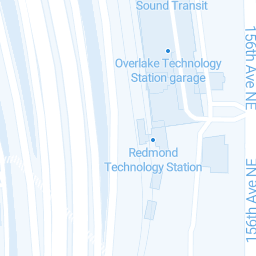 Sound Transit
Overlake Technology
Station garage
156th Ave NE
Redmond
Technology Station
156th Ave NE